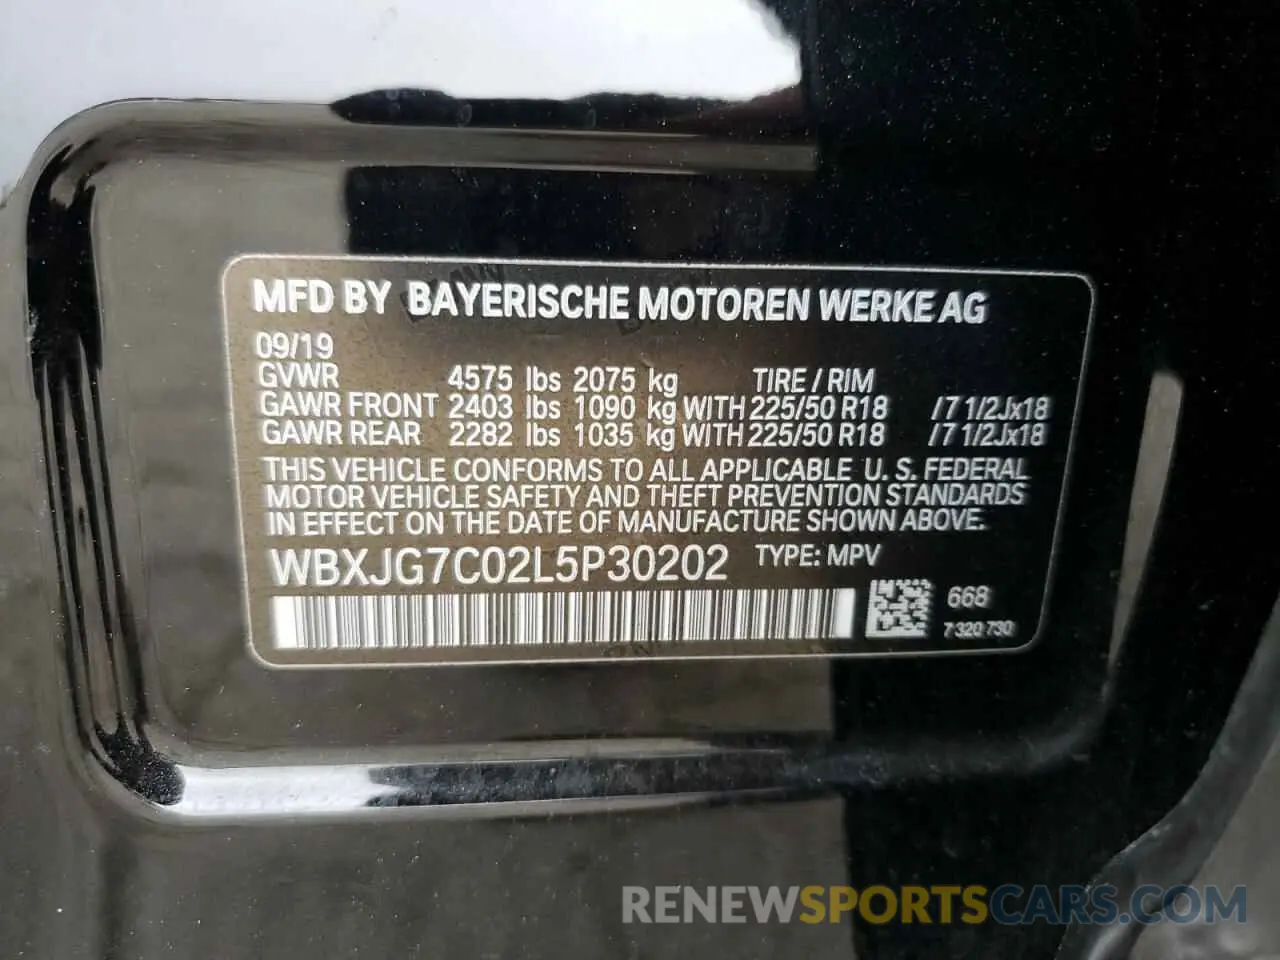 MFD BY BAYERISCHE MOTOREN WERKE AG
09/19
GVWR 4575 lbs 2075 kg TIRE / RIM
GAWR FRONT 2403 lbs 1090 kg WITH 225/50 R18 /7 1/2Jx18
GAWR REAR 2282 lbs 1035 kg WITH 225/50 R18 /7 1/2Jx18
THIS VEHICLE CONFORMS TO ALL APPLICABLE U. S. FEDERAL
MOTOR VEHICLE SAFETY AND THEFT PREVENTION STANDARDS
IN EFFECT ON THE DATE OF MANUFACTURE SHOWN ABOVE.
WBXJG7C02L5P30202 TYPE: MPV
668
7 320 730
RENEWSPORTSCARS.COM